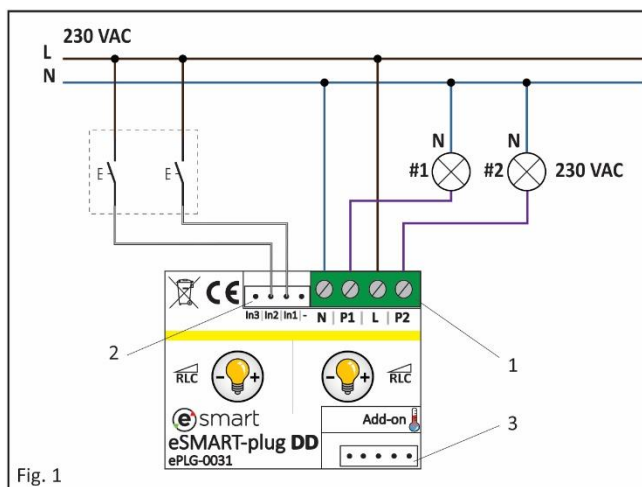 230 VAC
L
N
N
N
#1
#2
230 VAC
E
E
CE
In3 | In2 | In1 | -
N | P1 | L | P2
2
1
RLC
- +
- +
RLC
esmart
Add-on
eSMART-plug DD
ePLG-0031
3
Fig. 1